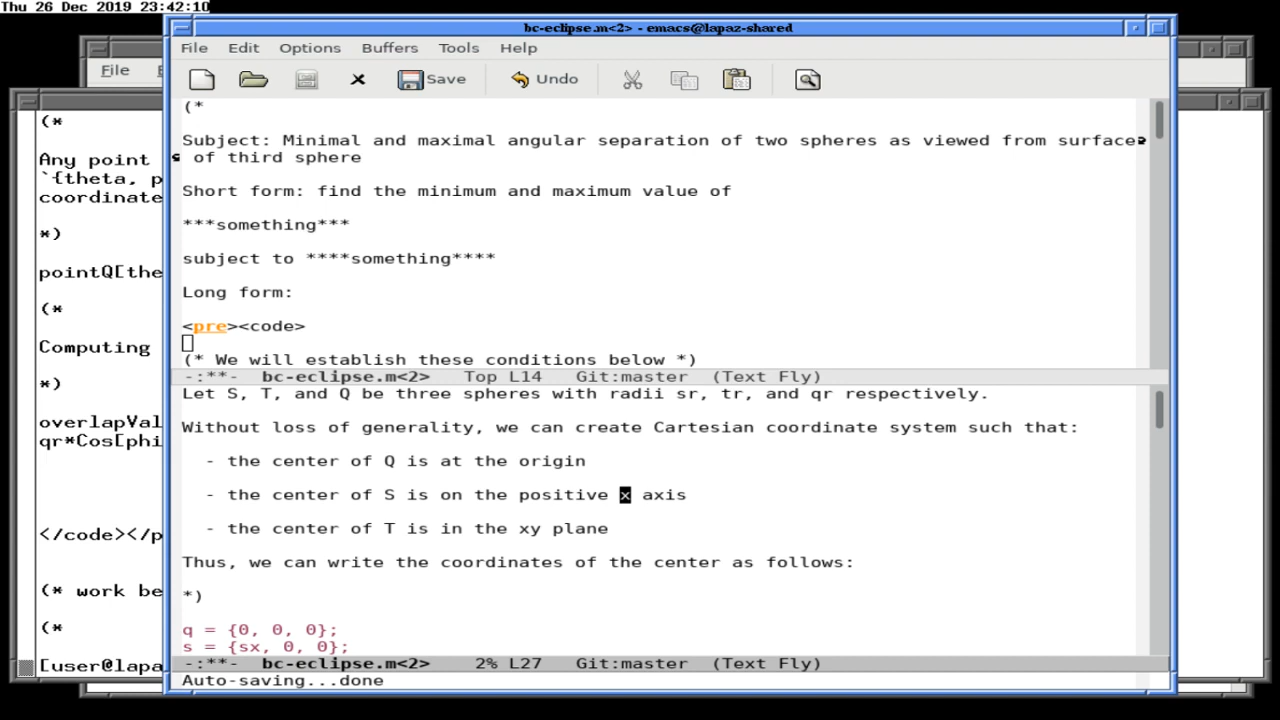 Thu 26 Dec 2019 23:42:10
bc-eclipse.m<2> - emacs@lapaz-shared
File Edit Options Buffers Tools Help
Save Undo
(*
Subject: Minimal and maximal angular separation of two spheres as viewed from surface
of third sphere
Short form: find the minimum and maximum value of
***something***
subject to ****something****
Long form:
<pre><code>
(* We will establish these conditions below *)
-:**-  bc-eclipse.m<2>   Top L14   Git:master  (Text Fly)
Let S, T, and Q be three spheres with radii sr, tr, and qr respectively.
Without loss of generality, we can create Cartesian coordinate system such that:
- the center of Q is at the origin
- the center of S is on the positive x axis
- the center of T is in the xy plane
Thus, we can write the coordinates of the center as follows:
*)
q = {0, 0, 0};
s = {sx, 0, 0};
-:**-  bc-eclipse.m<2>    2% L27   Git:master  (Text Fly)
Auto-saving...done
File
(*
Any point
`{theta, p
coordinate
*)
pointQ[the
(*
Computing
*)
overlapVal
qr*Cos[phi
</code></p
(* work be
(*
[user@lapa